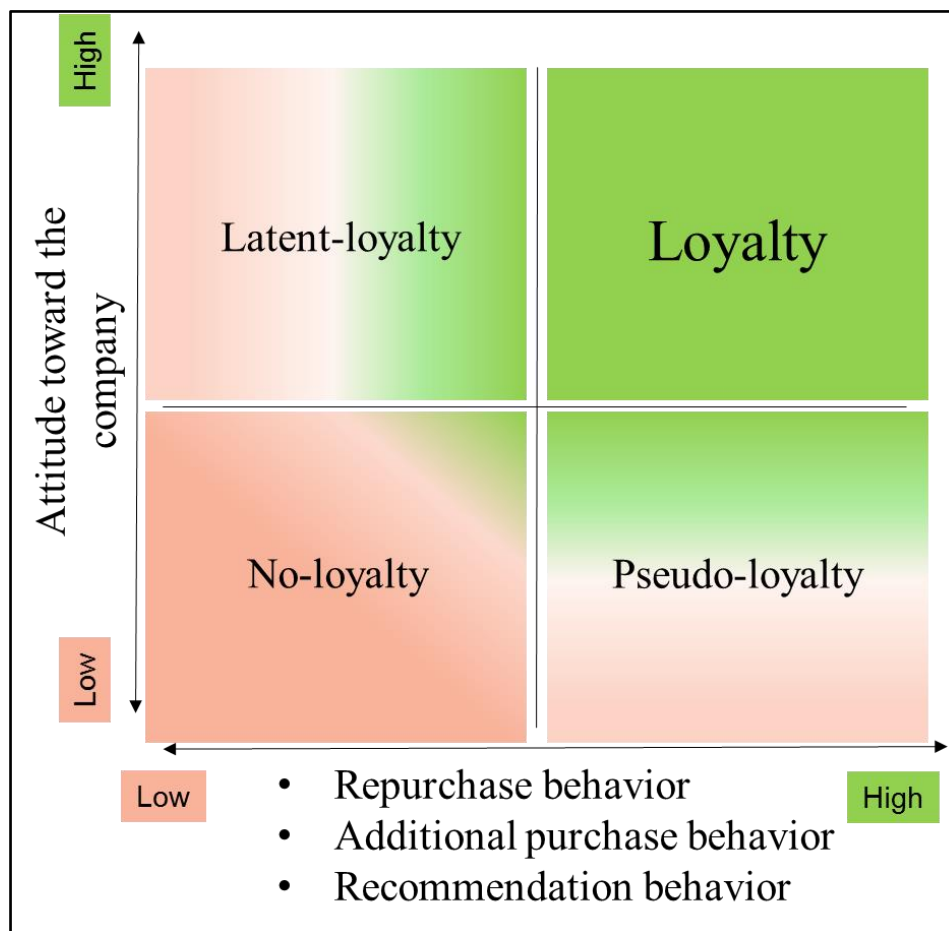 High
Attitude toward the
company
Low
Latent-loyalty
Loyalty
No-loyalty
Pseudo-loyalty
Low
High
• Repurchase behavior
• Additional purchase behavior
• Recommendation behavior